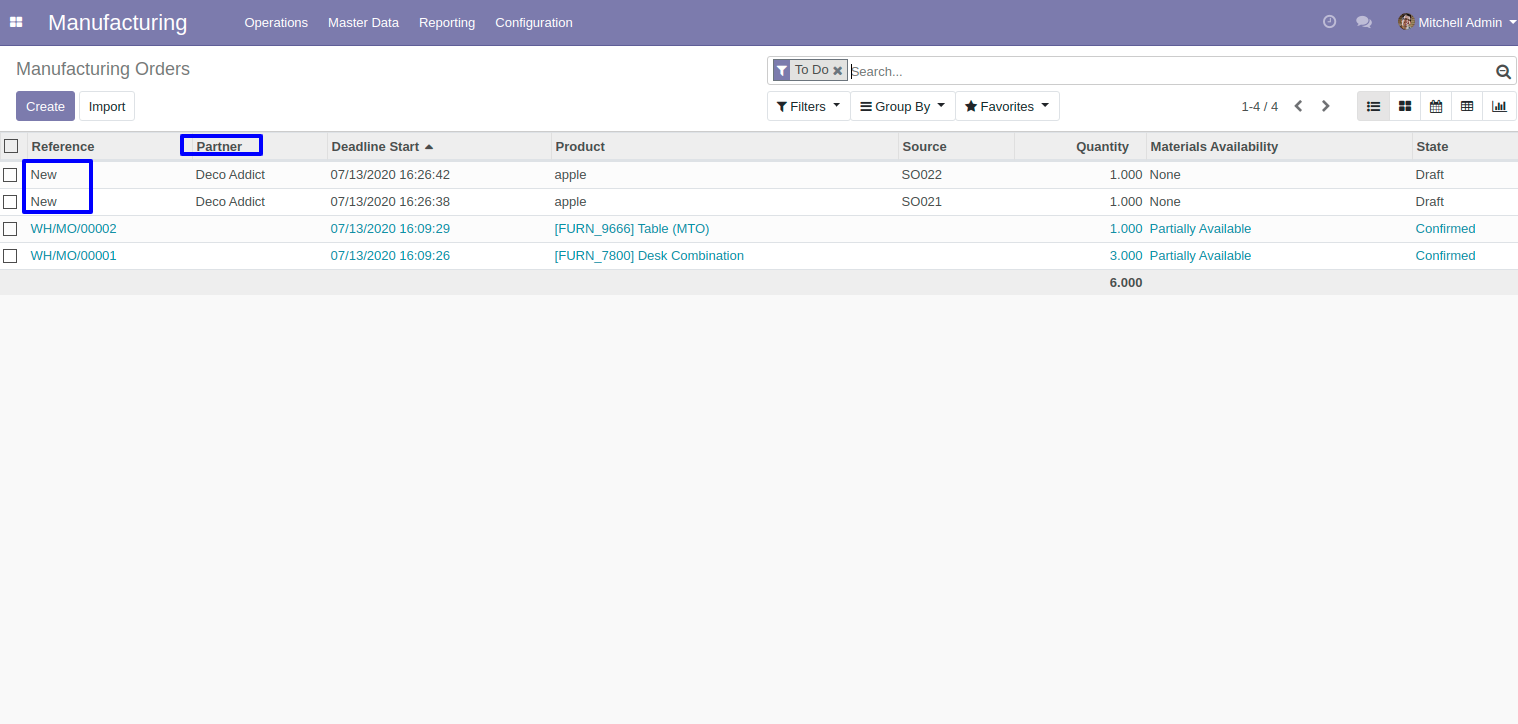 Manufacturing Operations Master Data Reporting Configuration Mitchell Admin
Manufacturing Orders
To Do Search...
Create Import Filters Group By Favorites 1-4 / 4
Reference Partner Deadline Start Product Source Quantity Materials Availability State
New Deco Addict 07/13/2020 16:26:42 apple SO022 1.000 None Draft
New Deco Addict 07/13/2020 16:26:38 apple SO021 1.000 None Draft
WH/MO/00002 07/13/2020 16:09:29 [FURN_9666] Table (MTO) 1.000 Partially Available Confirmed
WH/MO/00001 07/13/2020 16:09:26 [FURN_7800] Desk Combination 3.000 Partially Available Confirmed
6.000